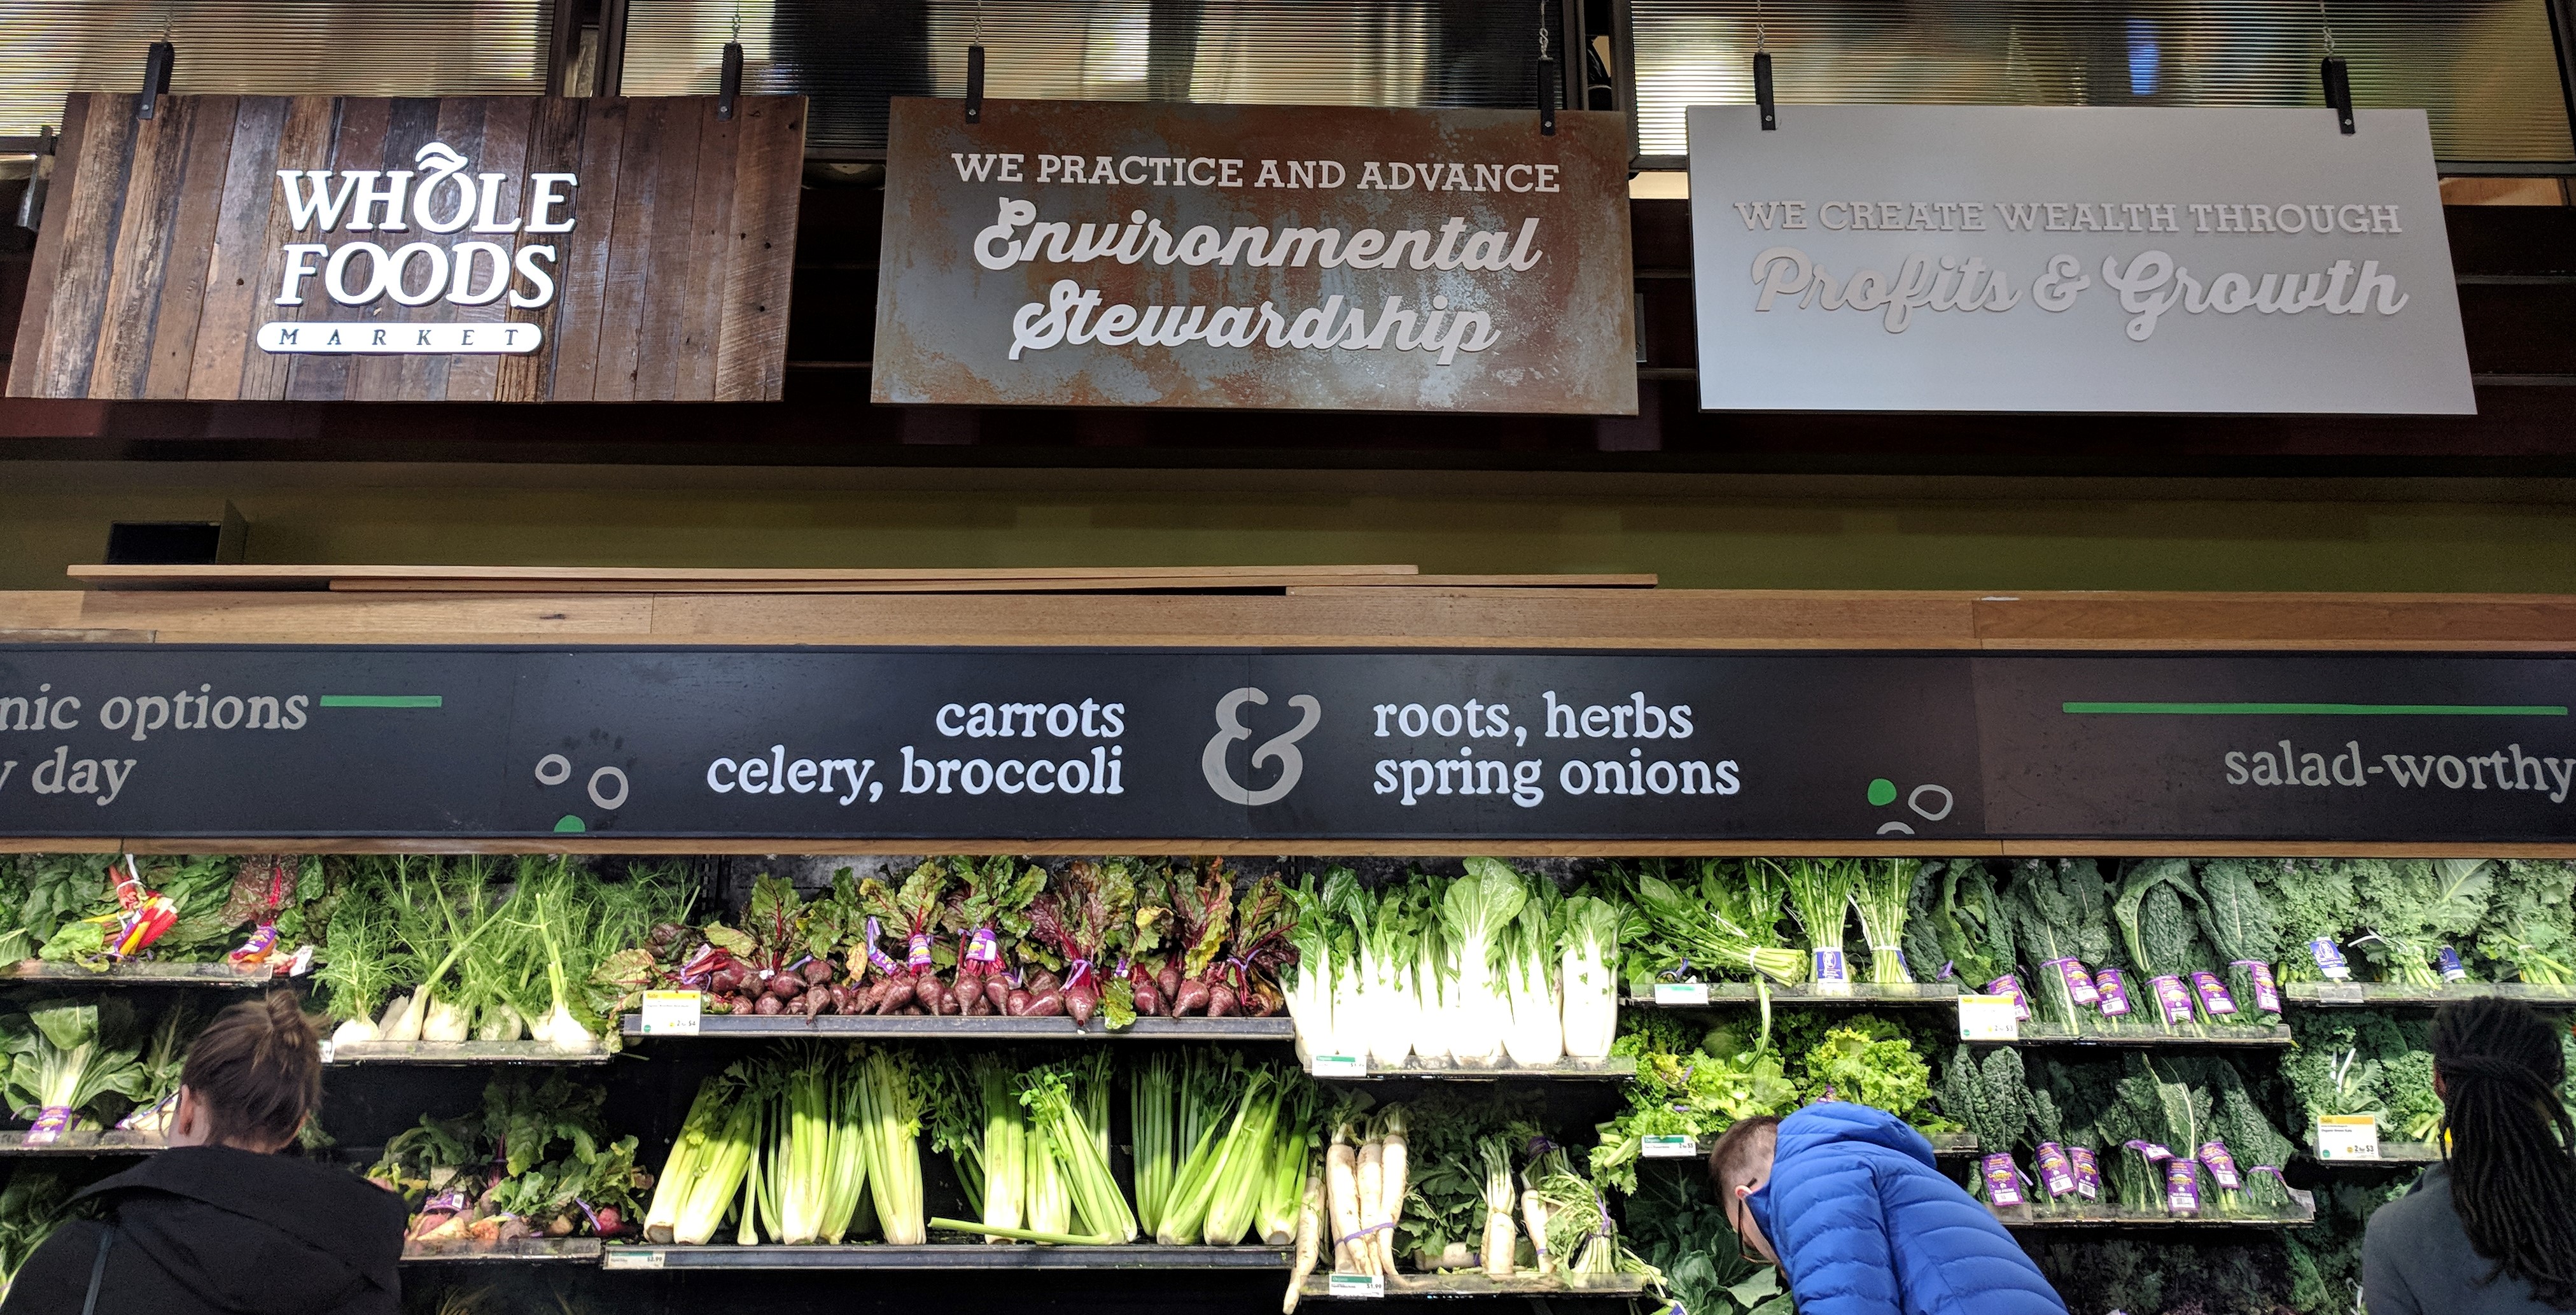 WHOLE
FOODS
MARKET
WE PRACTICE AND ADVANCE
Environmental
Stewardship
WE CREATE WEALTH THROUGH
Profits & Growth
nic options
y day
carrots
celery, broccoli
&
roots, herbs
spring onions
salad-worthy